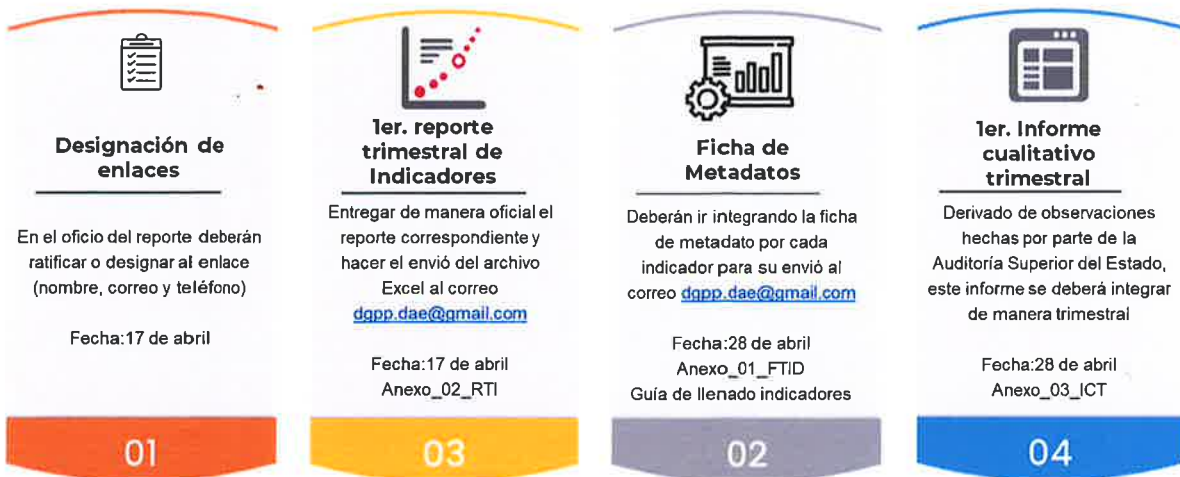 Designación de
enlaces
En el oficio del reporte deberán
ratificar o designar al enlace
(nombre, correo y teléfono)
Fecha:17 de abril
01
1er. reporte
trimestral de
Indicadores
Entregar de manera oficial el
reporte correspondiente y
hacer el envió del archivo
Excel al correo
dgpp.dae@gmail.com
Fecha:17 de abril
Anexo_02_RTI
03
Ficha de
Metadatos
Deberán ir integrando la ficha
de metadato por cada
indicador para su envió al
correo dgpp.dae@gmail.com
Fecha:28 de abril
Anexo_01_FTID
Guía de llenado indicadores
02
1er. Informe
cualitativo
trimestral
Derivado de observaciones
hechas por parte de la
Auditoría Superior del Estado,
este informe se deberá integrar
de manera trimestral
Fecha:28 de abril
Anexo_03_ICT
04